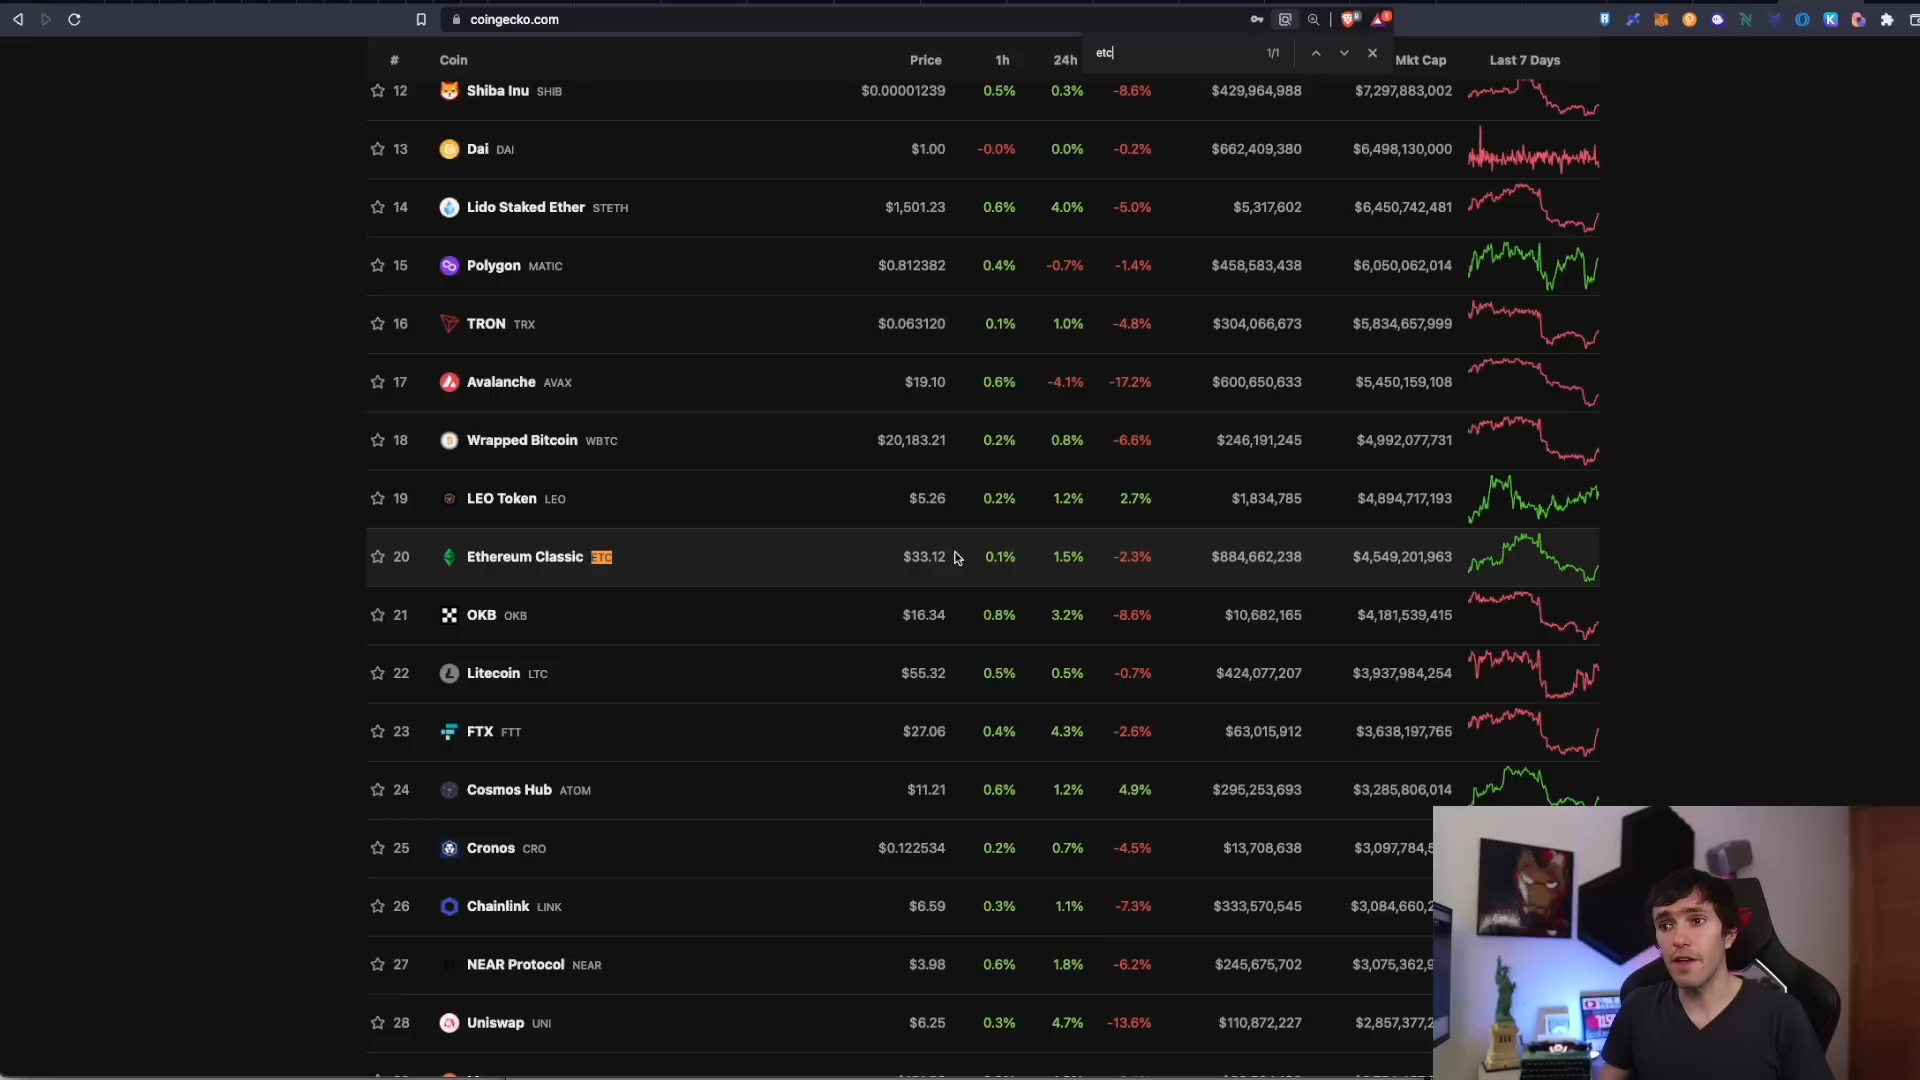 coingecko.com
etc 1/1
# Coin Price 1h 24h Mkt Cap Last 7 Days
12 Shiba Inu SHIB $0.00001239 0.5% 0.3% -8.6% $429,964,988 $7,297,883,002
13 Dai DAI $1.00 -0.0% 0.0% -0.2% $662,409,380 $6,498,130,000
14 Lido Staked Ether STETH $1,501.23 0.6% 4.0% -5.0% $5,317,602 $6,450,742,481
15 Polygon MATIC $0.812382 0.4% -0.7% -1.4% $458,583,438 $6,050,062,014
16 TRON TRX $0.063120 0.1% 1.0% -4.8% $304,066,673 $5,834,657,999
17 Avalanche AVAX $19.10 0.6% -4.1% -17.2% $600,650,633 $5,450,159,108
18 Wrapped Bitcoin WBTC $20,183.21 0.2% 0.8% -6.6% $246,191,245 $4,992,077,731
19 LEO Token LEO $5.26 0.2% 1.2% 2.7% $1,834,785 $4,894,717,193
20 Ethereum Classic ETC $33.12 0.1% 1.5% -2.3% $884,662,238 $4,549,201,963
21 OKB OKB $16.34 0.8% 3.2% -8.6% $10,682,165 $4,181,539,415
22 Litecoin LTC $55.32 0.5% 0.5% -0.7% $424,077,207 $3,937,984,254
23 FTX FTT $27.06 0.4% 4.3% -2.6% $63,015,912 $3,638,197,765
24 Cosmos Hub ATOM $11.21 0.6% 1.2% 4.9% $295,253,693 $3,285,806,014
25 Cronos CRO $0.122534 0.2% 0.7% -4.5% $13,708,638 $3,097,784,5
26 Chainlink LINK $6.59 0.3% 1.1% -7.3% $333,570,545 $3,084,660,2
27 NEAR Protocol NEAR $3.98 0.6% 1.8% -6.2% $245,675,702 $3,075,362,9
28 Uniswap UNI $6.25 0.3% 4.7% -13.6% $110,872,227 $2,857,377,2